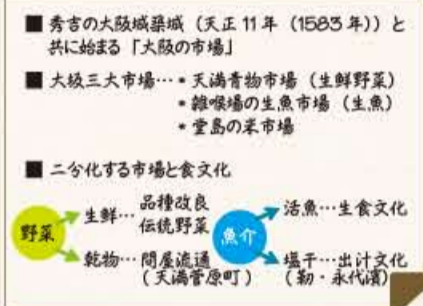 ■ 秀吉の大阪城築城（天正11年（1583年））と
共に始まる「大阪の市場」
■ 大坂三大市場…・天満青物市場（生鮮野菜）
・雑喉場の生魚市場（生魚）
・堂島の米市場
■ 二分化する市場と食文化
野菜
生鮮…品種改良
伝統野菜
乾物…問屋流通
（天満菅原町）
魚介
活魚…生食文化
塩干…出汁文化
（靭・永代濱）